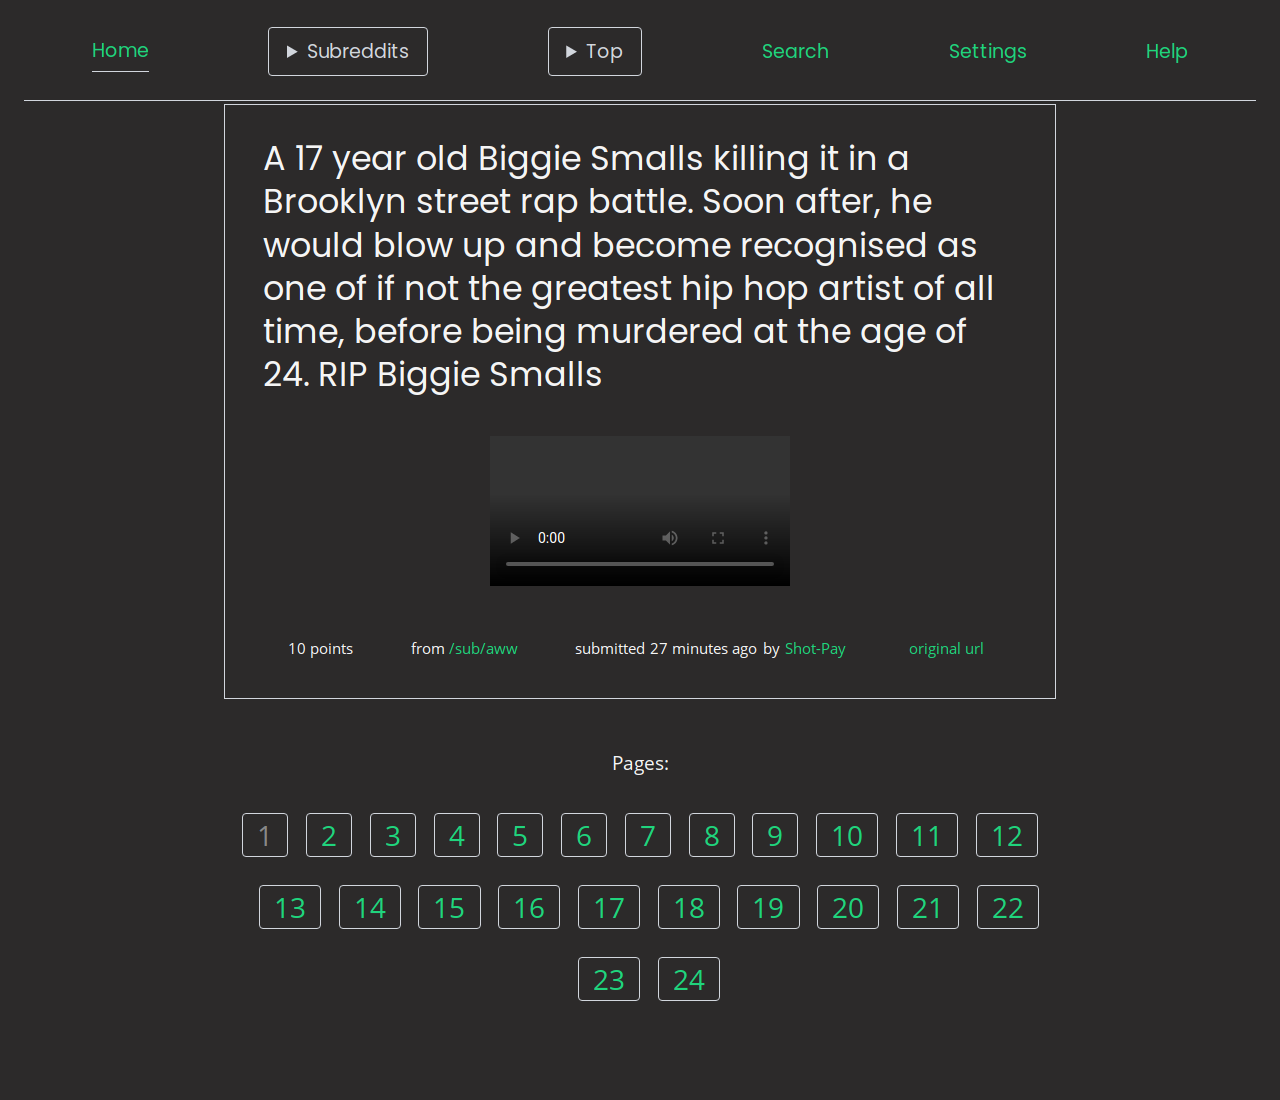 Home Subreddits Top Search Settings Help
A 17 year old Biggie Smalls killing it in a
Brooklyn street rap battle. Soon after, he
would blow up and become recognised as
one of if not the greatest hip hop artist of all
time, before being murdered at the age of
24. RIP Biggie Smalls
0:00
10 points from /sub/aww submitted 27 minutes ago by Shot-Pay original url
Pages:
1 2 3 4 5 6 7 8 9 10 11 12
13 14 15 16 17 18 19 20 21 22
23 24